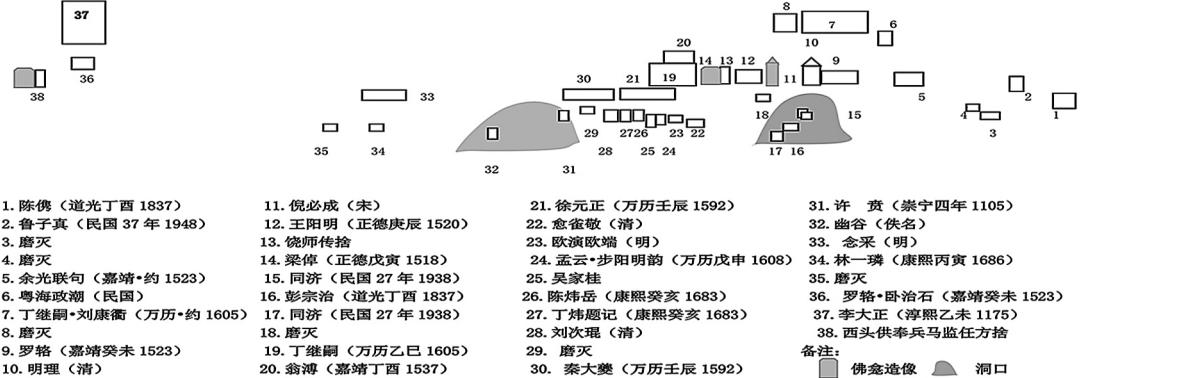 37
8
7
6
36
38
20
10
14 13 12
9
19
11
5
30
21
33
18
15
2
4
1
29
2726
23 22
3
35
34
28
25 24
17 16
32
31
1. 陈儁（道光丁酉 1837）
2. 鲁子真（民国 37 年 1948）
3. 磨灭
4. 磨灭
5. 余光联句（嘉靖·约 1523）
6. 粤海政潮（民国）
7. 丁继嗣·刘康衢（万历·约 1605）
8. 磨灭
9. 罗辂（嘉靖癸未 1523）
10. 明理（清）
11. 倪必成（宋）
12. 王阳明（正德庚辰 1520）
13. 饶师传捨
14. 梁倬（正德戊寅 1518）
15. 同济（民国 27 年 1938）
16. 彭宗治（道光丁酉 1837）
17. 同济（民国 27 年 1938）
18. 磨灭
19. 丁继嗣（万历乙巳 1605）
20. 翁溥（嘉靖丁酉 1537）
21. 徐元正（万历壬辰 1592）
22. 愈雀敬（清）
23. 欧演欧端（明）
24. 孟云·步阳明韵（万历戊申 1608）
25. 吴家桂
26. 陈炜岳（康熙癸亥 1683）
27. 丁炜题记（康熙癸亥 1683）
28. 刘次琨（清）
29. 磨灭
30. 秦大夔（万历壬辰 1592）
31. 许 贲（崇宁四年 1105）
32. 幽谷（佚名）
33. 念采（明）
34. 林一璘（康熙丙寅 1686）
35. 磨灭
36. 罗辂·卧治石（嘉靖癸未 1523）
37. 李大正（淳熙乙未 1175）
38. 西头供奉兵马监任方捨
备注:
佛龛造像
洞口